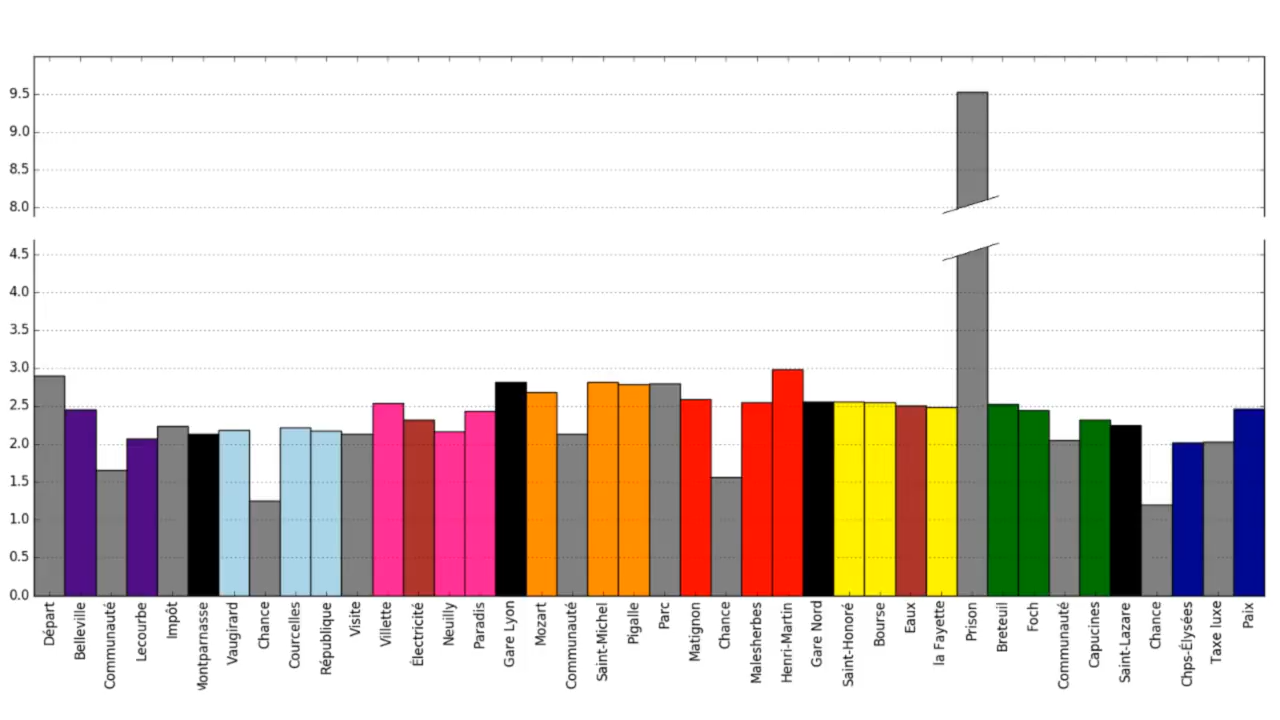 9.5
9.0
8.5
8.0
4.5
4.0
3.5
3.0
2.5
2.0
1.5
1.0
0.5
0.0
Départ
Belleville
Communauté
Lecourbe
Impôt
Montparnasse
Vaugirard
Chance
Courcelles
République
Visite
Villette
Électricité
Neuilly
Paradis
Gare Lyon
Mozart
Communauté
Saint-Michel
Pigalle
Parc
Matignon
Chance
Malesherbes
Henri-Martin
Gare Nord
Saint-Honoré
Bourse
Eaux
la Fayette
Prison
Breteuil
Foch
Communauté
Capucines
Saint-Lazare
Chance
Chps-Élysées
Taxe luxe
Paix